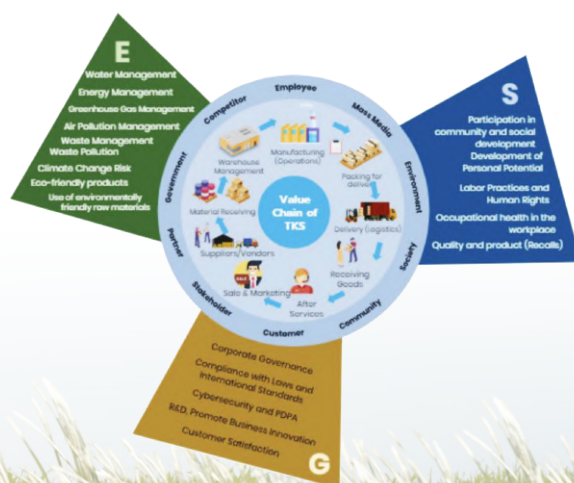 E
Water Management
Energy Management
Greenhouse Gas Management
Air Pollution Management
Waste Management
Waste Pollution
Climate Change Risk
Eco-friendly products
Use of environmentally
friendly raw materials
S
Participation in
community and social
development
Development of
Personal Potential
Labor Practices and
Human Rights
Occupational health in the
workplace
Quality and product (Recalls)
Employee
Mass Media
Environment
Society
Community
Customer
Stakeholder
Partner
Government
Competitor
Value
Chain of
TKS
Manufacturing
(Operations)
Packing for
deliver
Delivery (Logistics)
Receiving
Goods
After
Services
Sale & Marketing
Suppliers/Vendors
Material Receiving
Warehouse
Management
Corporate Governance
Compliance with Laws and
International Standards
Cybersecurity and PDPA
R&D, Promote Business Innovation
Customer Satisfaction
G